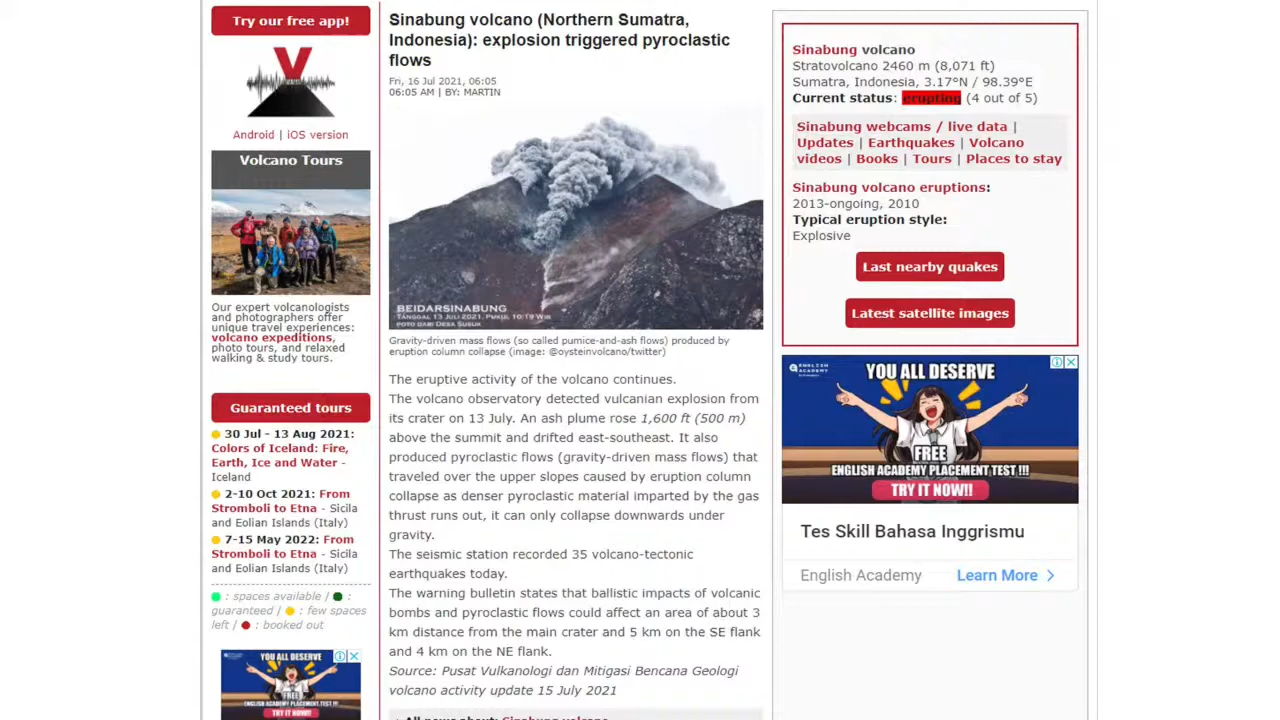 Try our free app!
Android | iOS version
Volcano Tours
Our expert volcanologists
and photographers offer
unique travel experiences:
volcano expeditions,
photo tours, and relaxed
walking & study tours.
Guaranteed tours
30 Jul - 13 Aug 2021:
Colors of Iceland: Fire,
Earth, Ice and Water -
Iceland
2-10 Oct 2021: From
Stromboli to Etna - Sicila
and Eolian Islands (Italy)
7-15 May 2022: From
Stromboli to Etna - Sicila
and Eolian Islands (Italy)
: spaces available / :
guaranteed / : few spaces
left / : booked out
YOU ALL DESERVE
FREE
ENGLISH ACADEMY PLACEMENT TEST !!!
TRY IT NOW!!
Sinabung volcano (Northern Sumatra,
Indonesia): explosion triggered pyroclastic
flows
Fri, 16 Jul 2021, 06:05
06:05 AM | BY: MARTIN
BEIDARSINABUNG
TANGGAL 13 JULI 2021, PUKUL 10:19 WIB
POTO DARI DESA SUSUK
Gravity-driven mass flows (so called pumice-and-ash flows) produced by
eruption column collapse (image: @oysteinvolcano/twitter)
The eruptive activity of the volcano continues.
The volcano observatory detected vulcanian explosion from
its crater on 13 July. An ash plume rose 1,600 ft (500 m)
above the summit and drifted east-southeast. It also
produced pyroclastic flows (gravity-driven mass flows) that
traveled over the upper slopes caused by eruption column
collapse as denser pyroclastic material imparted by the gas
thrust runs out, it can only collapse downwards under
gravity.
The seismic station recorded 35 volcano-tectonic
earthquakes today.
The warning bulletin states that ballistic impacts of volcanic
bombs and pyroclastic flows could affect an area of about 3
km distance from the main crater and 5 km on the SE flank
and 4 km on the NE flank.
Source: Pusat Vulkanologi dan Mitigasi Bencana Geologi
volcano activity update 15 July 2021
All news about: Sinabung volcano
Sinabung volcano
Stratovolcano 2460 m (8,071 ft)
Sumatra, Indonesia, 3.17°N / 98.39°E
Current status: erupting (4 out of 5)
Sinabung webcams / live data |
Updates | Earthquakes | Volcano
videos | Books | Tours | Places to stay
Sinabung volcano eruptions:
2013-ongoing, 2010
Typical eruption style:
Explosive
Last nearby quakes
Latest satellite images
ENGLISH ACADEMY
YOU ALL DESERVE
FREE
ENGLISH ACADEMY PLACEMENT TEST !!!
TRY IT NOW!!
Tes Skill Bahasa Inggrismu
English Academy
Learn More